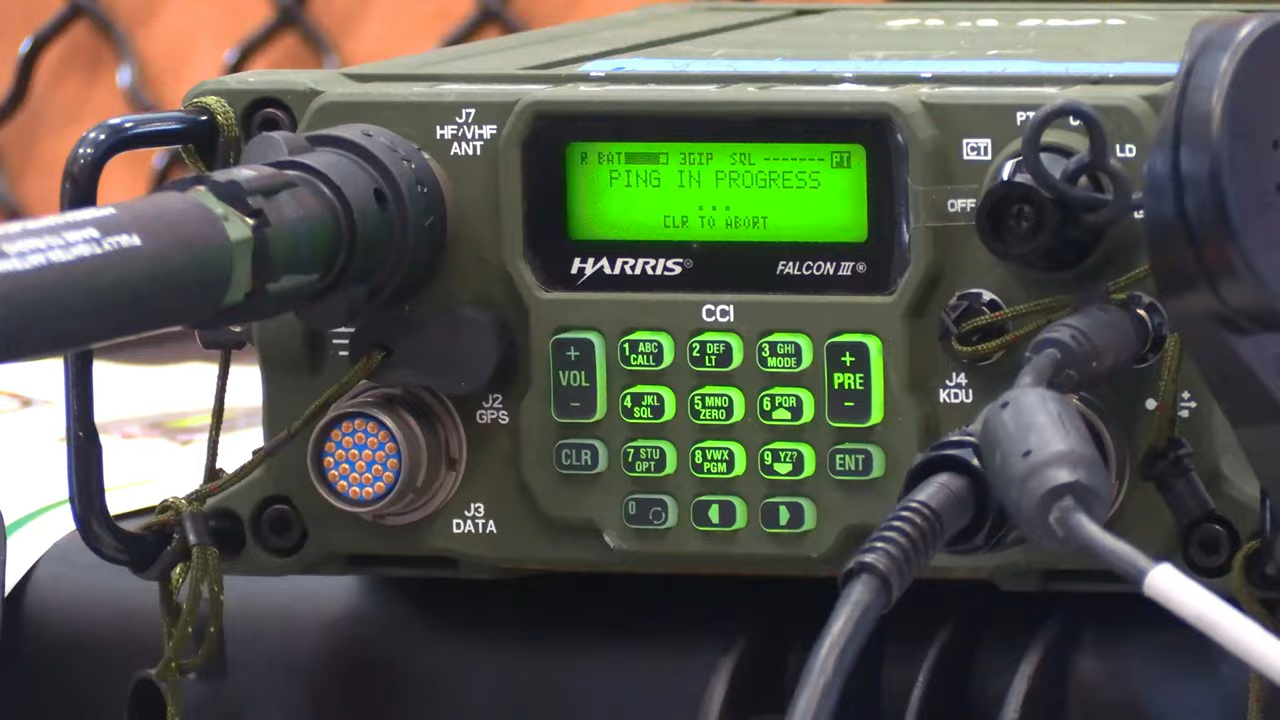 J7
HF/VHF
ANT
R BAT 3GIP SQL ------- PT
PING IN PROGRESS
...
CLR TO ABORT
HARRIS® FALCON III®
CCI
PT
CT
LD
OFF
+
VOL
-
1 ABC
CALL
2 DEF
LT
3 GHI
MODE
+
PRE
-
4 JKL
SQL
5 MNO
ZERO
6 PQR
CLR
7 STU
OPT
8 VWX
PGM
9 YZ?
ENT
0
J2
GPS
J3
DATA
J4
KDU